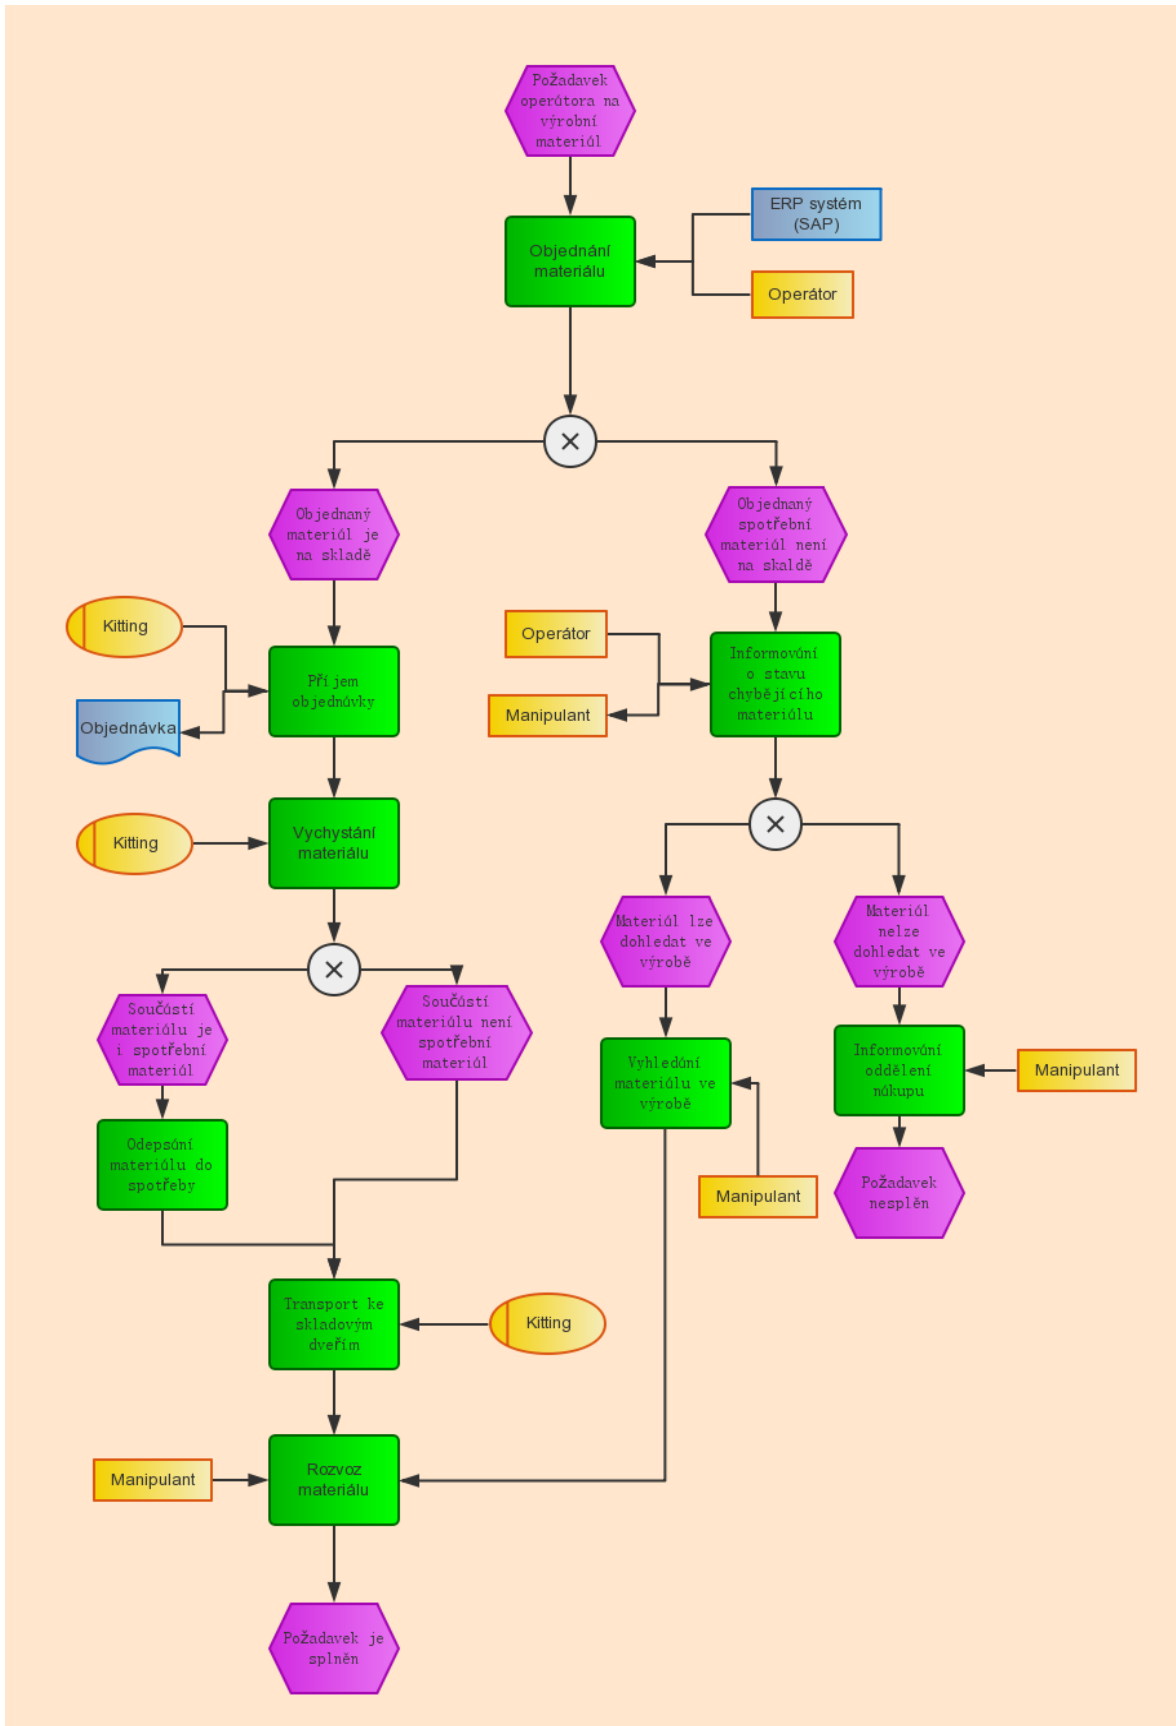 Požadavek
operátora na
výrobní
materiál
ERP systém
(SAP)
Objednání
materiálu
Operátor
Objednaný
materiál je
na skladě
Objednaný
spotřební
materiál není
na skaldě
Kitting
Operátor
Informování
o stavu
chybějícího
materiálu
Příjem
objednávky
Objednávka
Manipulant
Kitting
Vychystání
materiálu
Materiál lze
dohledat ve
výrobě
Materiál
nelze
dohledat ve
výrobě
Součástí
materiálu je
i spotřební
materiál
Součástí
materiálu není
spotřební
materiál
Vyhledání
materiálu ve
výrobě
Informování
oddělení
nákupu
Manipulant
Odepsání
materiálu do
spotřeby
Manipulant
Požadavek
nesplěn
Transport ke
skladovým
dveřím
Kitting
Manipulant
Rozvoz
materiálu
Požadavek je
splněn